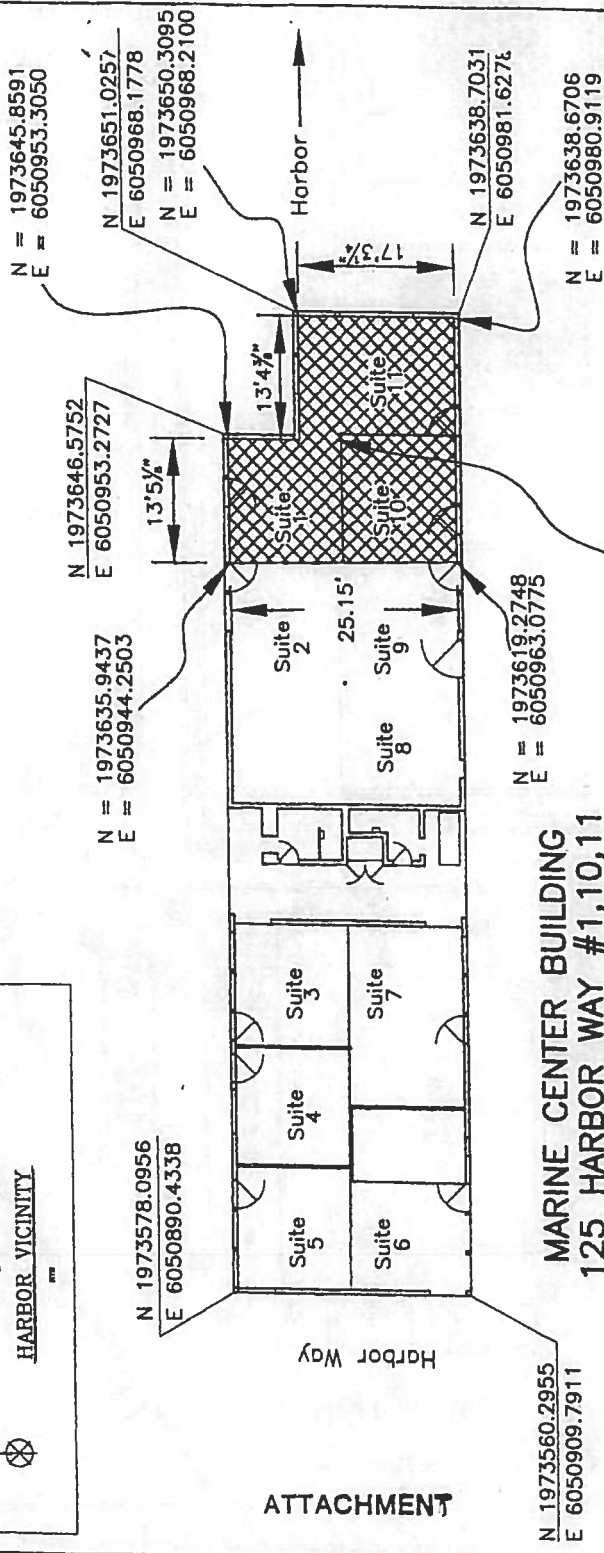 N = 1973645.8591
E = 6050953.3050
N 1973651.0257
E 6050968.1778
N = 1973650.3095
E = 6050968.2100
Harbor
N 1973646.5752
E 6050953.2727
13'5⅞"
13'4⅜"
17'3¼"
N 1973638.7031
E 6050981.6278
N = 1973638.6706
E = 6050980.9119
N = 1973635.9437
E = 6050944.2503
Suite
1
Suite
10
Suite
11
Suite
2
25.15'
Suite
9
Suite
8
N = 1973619.2748
E = 6050963.0775
HARBOR VICINITY
N 1973578.0956
E 6050890.4338
Suite
3
Suite
4
Suite
5
Suite
6
Suite
7
Harbor Way
N 1973560.2955
E 6050909.7911
MARINE CENTER BUILDING
125 HARBOR WAY #1,10,11
ATTACHMENT